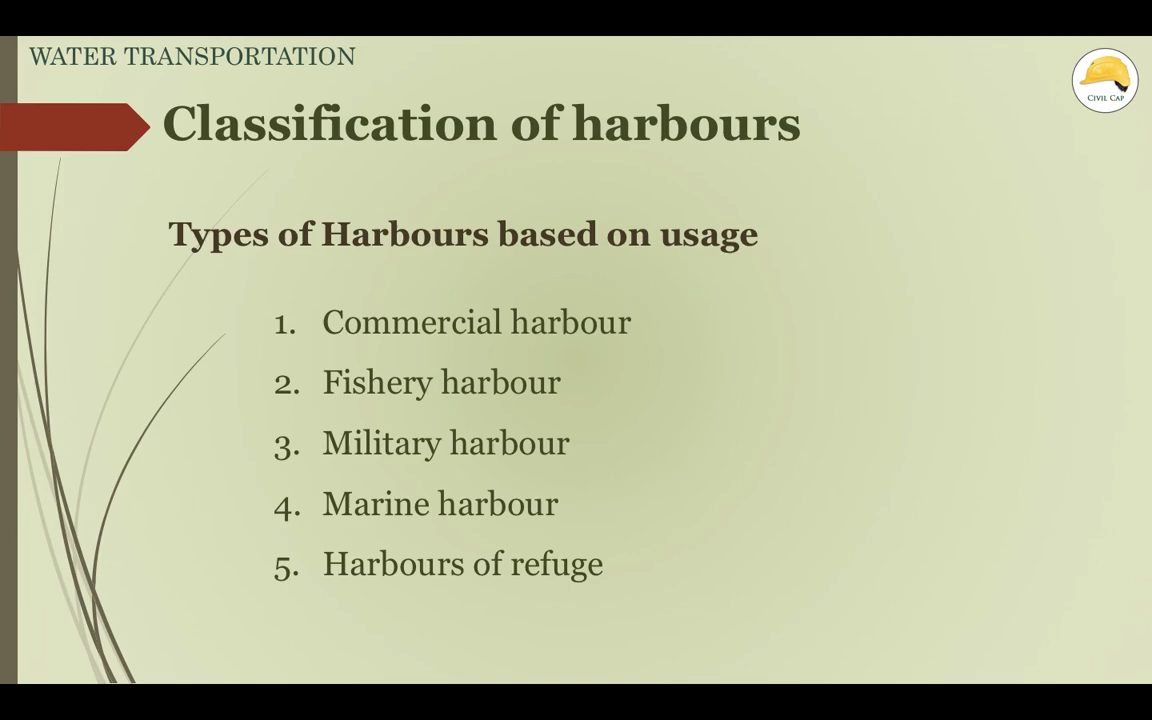 WATER TRANSPORTATION
CIVIL CAP
Classification of harbours
Types of Harbours based on usage
1. Commercial harbour
2. Fishery harbour
3. Military harbour
4. Marine harbour
5. Harbours of refuge